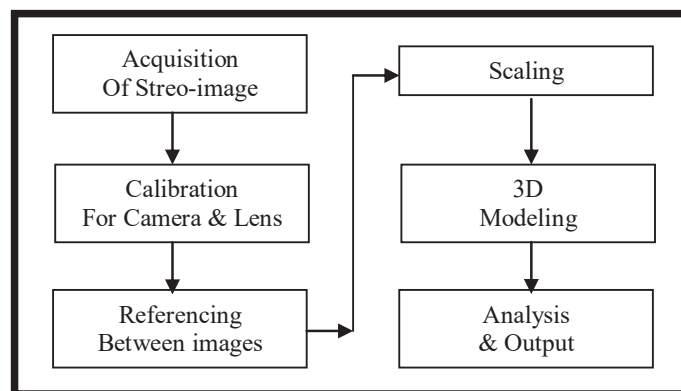 Acquisition
Of Streo-image
Calibration
For Camera & Lens
Referencing
Between images
Scaling
3D
Modeling
Analysis
& Output